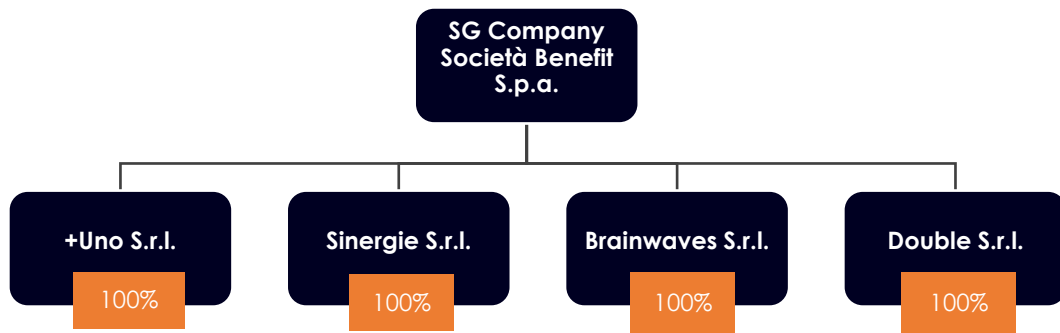 SG Company
Società Benefit
S.p.a.
+Uno S.r.l.
Sinergie S.r.l.
Brainwaves S.r.l.
Double S.r.l.
100%
100%
100%
100%